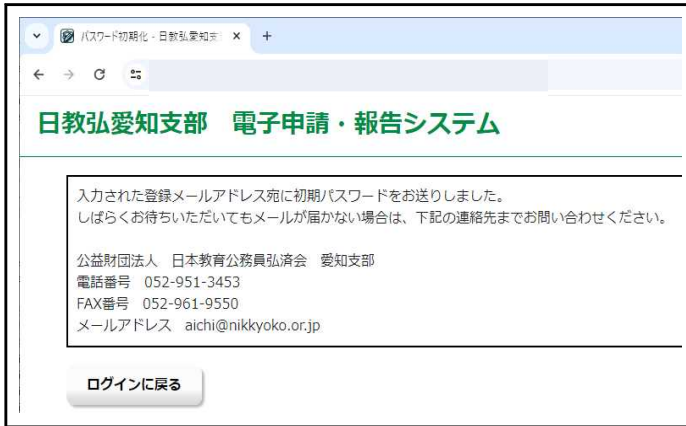 パスワード初期化 - 日教弘愛知支
日教弘愛知支部 電子申請・報告システム
入力された登録メールアドレス宛に初期パスワードをお送りしました。
しばらくお待ちいただいてもメールが届かない場合は、下記の連絡先までお問い合わせください。
公益財団法人 日本教育公務員弘済会 愛知支部
電話番号 052-951-3453
FAX番号 052-961-9550
メールアドレス aichi@nikkyoko.or.jp
ログインに戻る